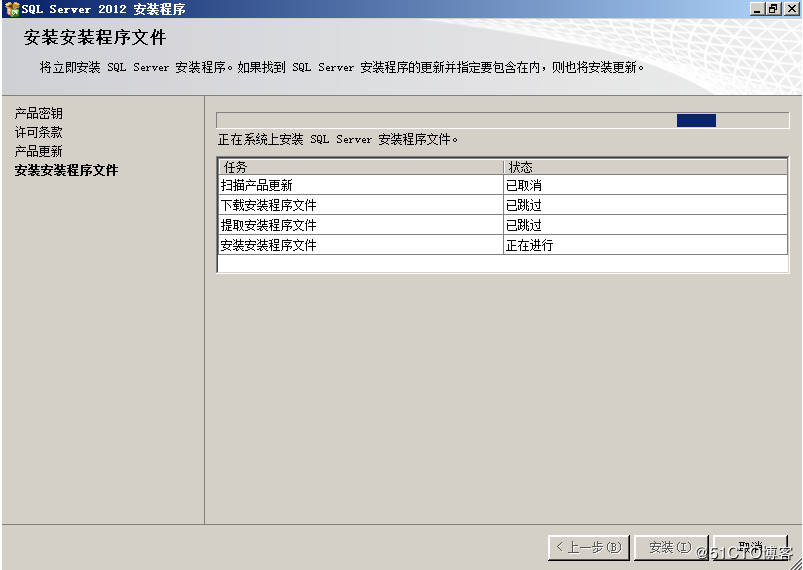 SQL Server 2012 安装程序
安装安装程序文件
将立即安装 SQL Server 安装程序。如果找到 SQL Server 安装程序的更新并指定要包含在内，则也将安装更新。
产品密钥
许可条款
产品更新
安装安装程序文件
正在系统上安装 SQL Server 安装程序文件。
任务 状态
扫描产品更新 已取消
下载安装程序文件 已跳过
提取安装程序文件 已跳过
安装安装程序文件 正在进行
< 上一步(B) 安装(I) 取消
@51CTO博客